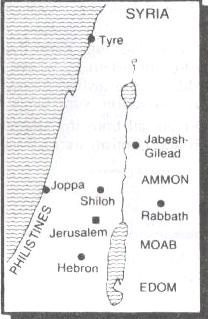 SYRIA
Tyre
Jabesh-
Gilead
Joppa
Shiloh
AMMON
Rabbath
Jerusalem
PHILISTINES
MOAB
Hebron
EDOM